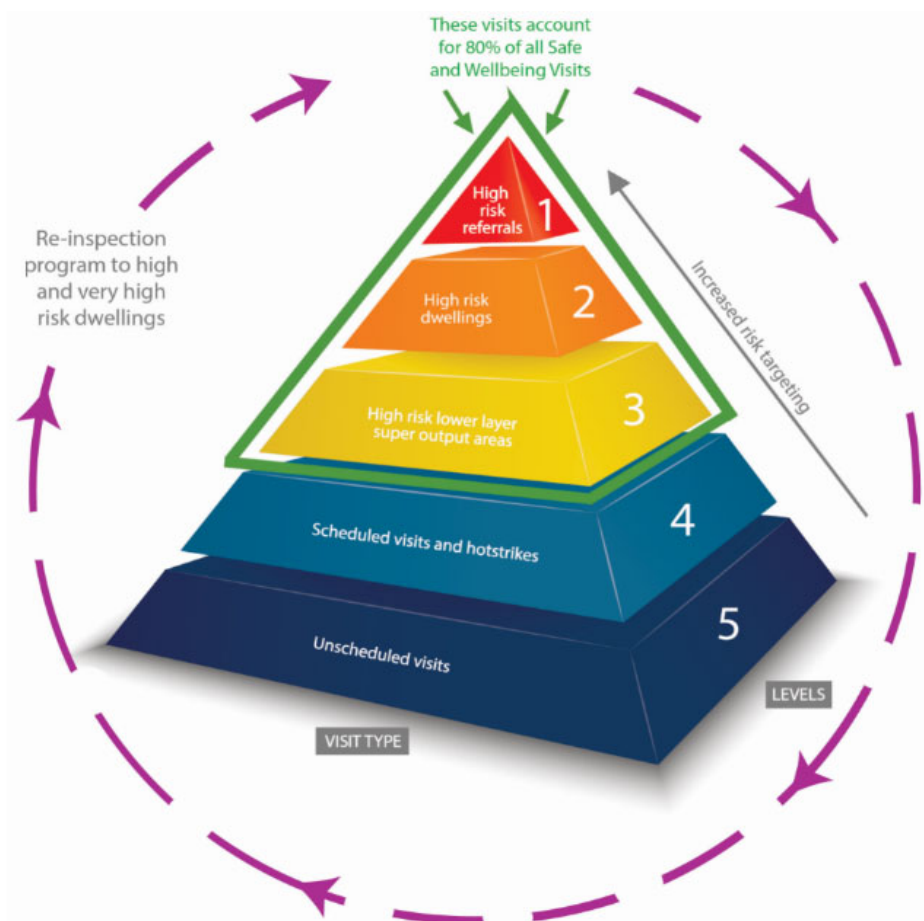 These visits account
for 80% of all Safe
and Wellbeing Visits
High
risk
referrals
1
Re-inspection
program to high
and very high
risk dwellings
Increased risk targeting
High risk
dwellings
2
High risk lower layer
super output areas
3
Scheduled visits and hotstrikes
4
Unscheduled visits
5
LEVELS
VISIT TYPE